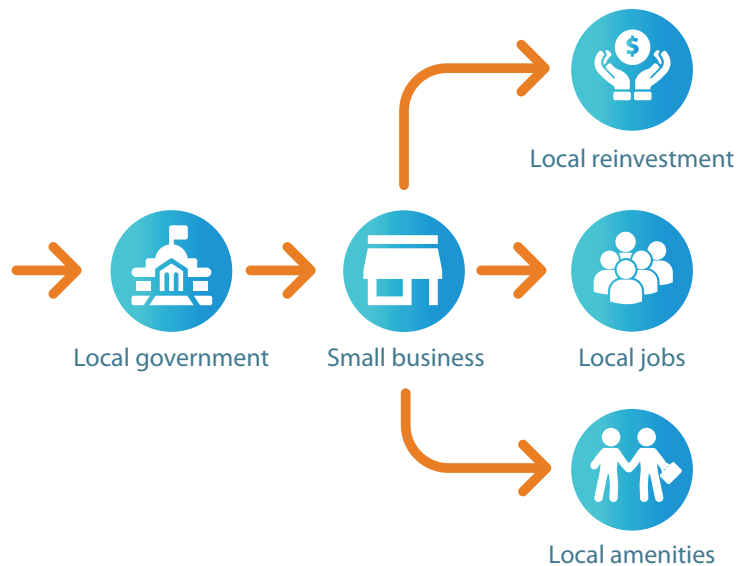 $
Local reinvestment
Local government
Small business
Local jobs
Local amenities